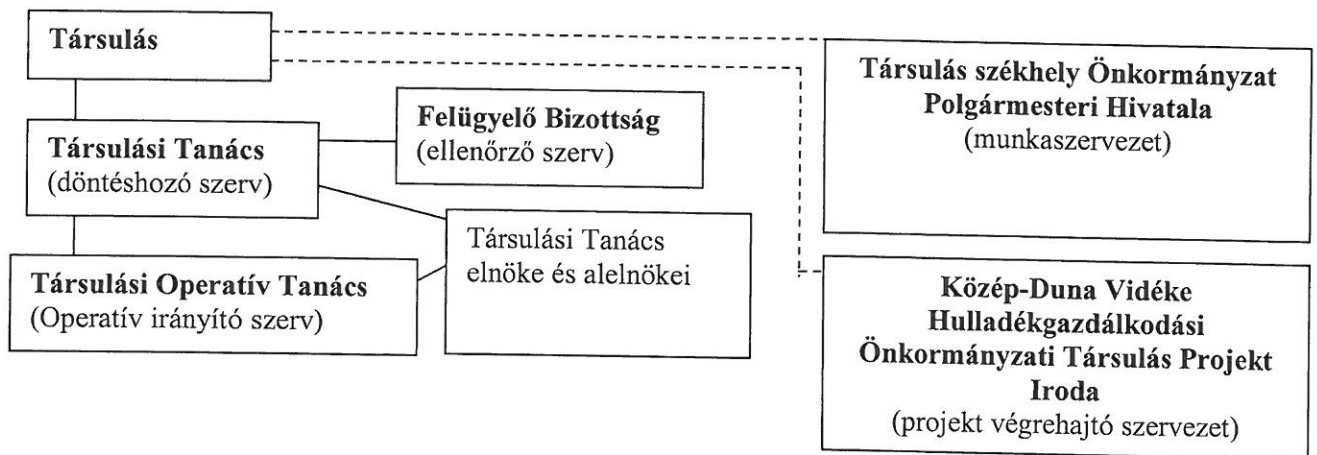 Társulás
Társulási Tanács
(döntéshozó szerv)
Társulási Operatív Tanács
(Operatív irányító szerv)
Felügyelő Bizottság
(ellenőrző szerv)
Társulási Tanács
elnöke és alelnökei
Társulás székhely Önkormányzat
Polgármesteri Hivatala
(munkaszervezet)
Közép-Duna Vidéke
Hulladékgazdálkodási
Önkormányzati Társulás Projekt
Iroda
(projekt végrehajtó szervezet)